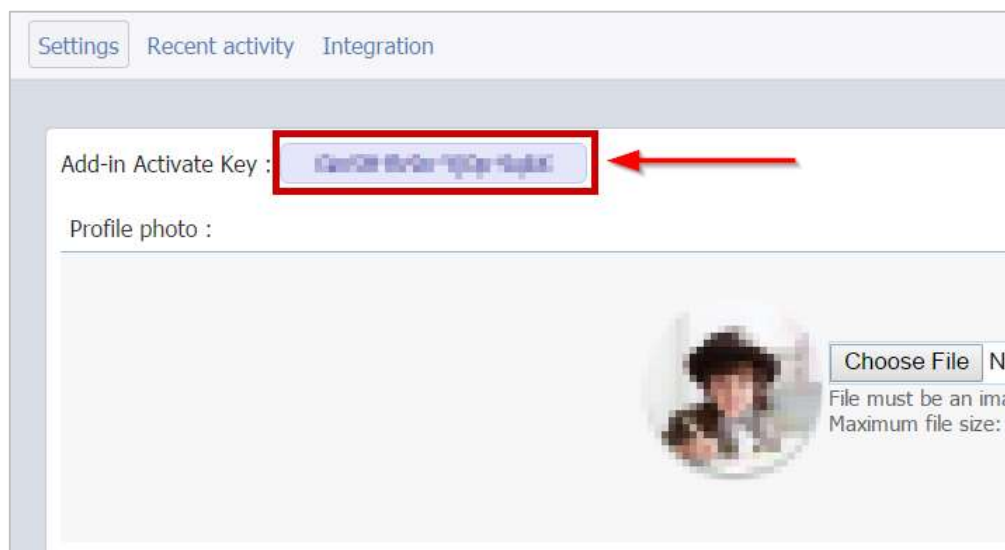 Settings Recent activity Integration
Add-in Activate Key :
Profile photo :
Choose File
File must be an
Maximum file size: